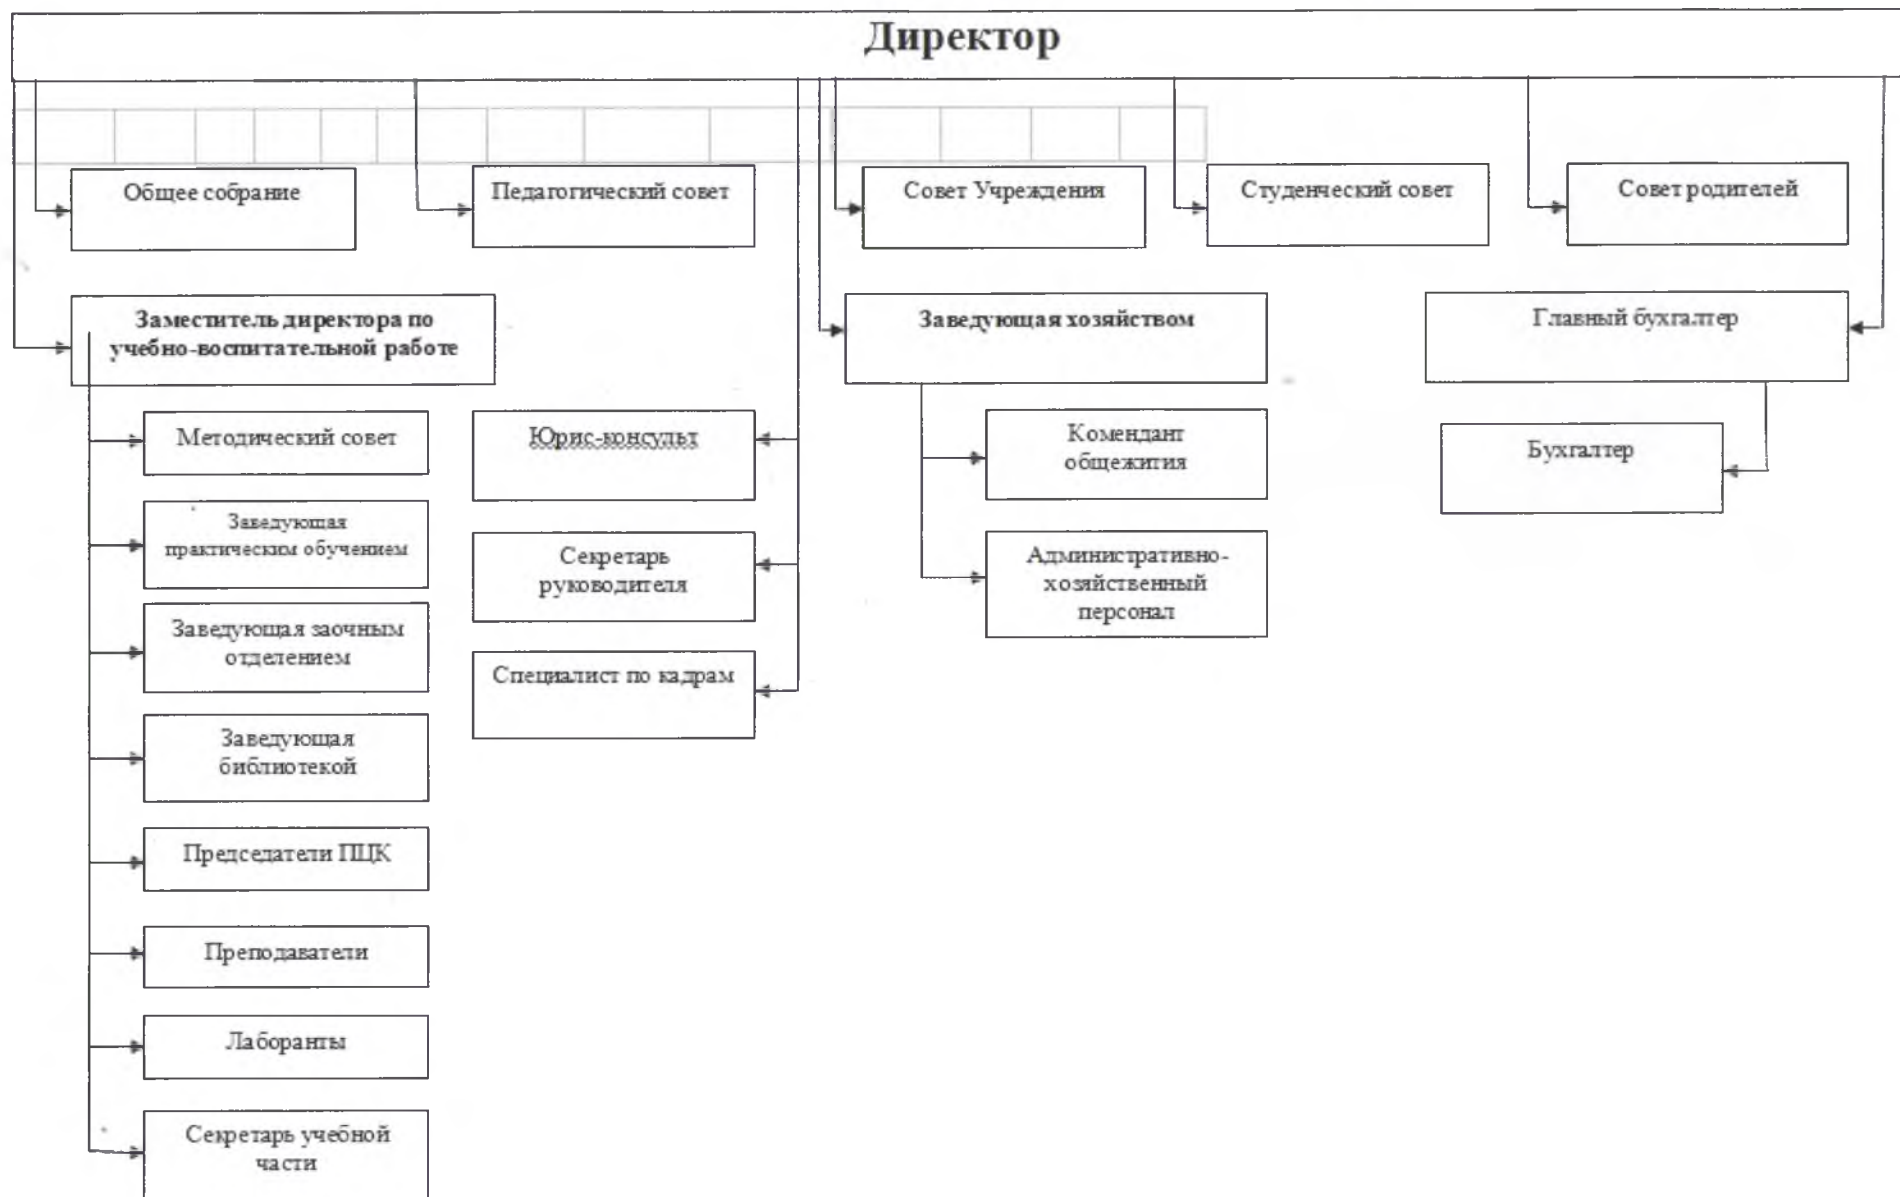 Директор
Общее собрание
Педагогический совет
Совет Учреждения
Студенческий совет
Совет родителей
Заместитель директора по
учебно-воспитательной работе
Заведующая хозяйством
Главный бухгалтер
Методический совет
Юрис-консульт
Комендант
общежития
Бухгалтер
Заведующая
практическим обучением
Секретарь
руководителя
Административно-
хозяйственный
персонал
Заведующая заочным
отделением
Специалист по кадрам
Заведующая
библиотекой
Председатели ПЦК
Преподаватели
Лаборанты
Секретарь учебной
части